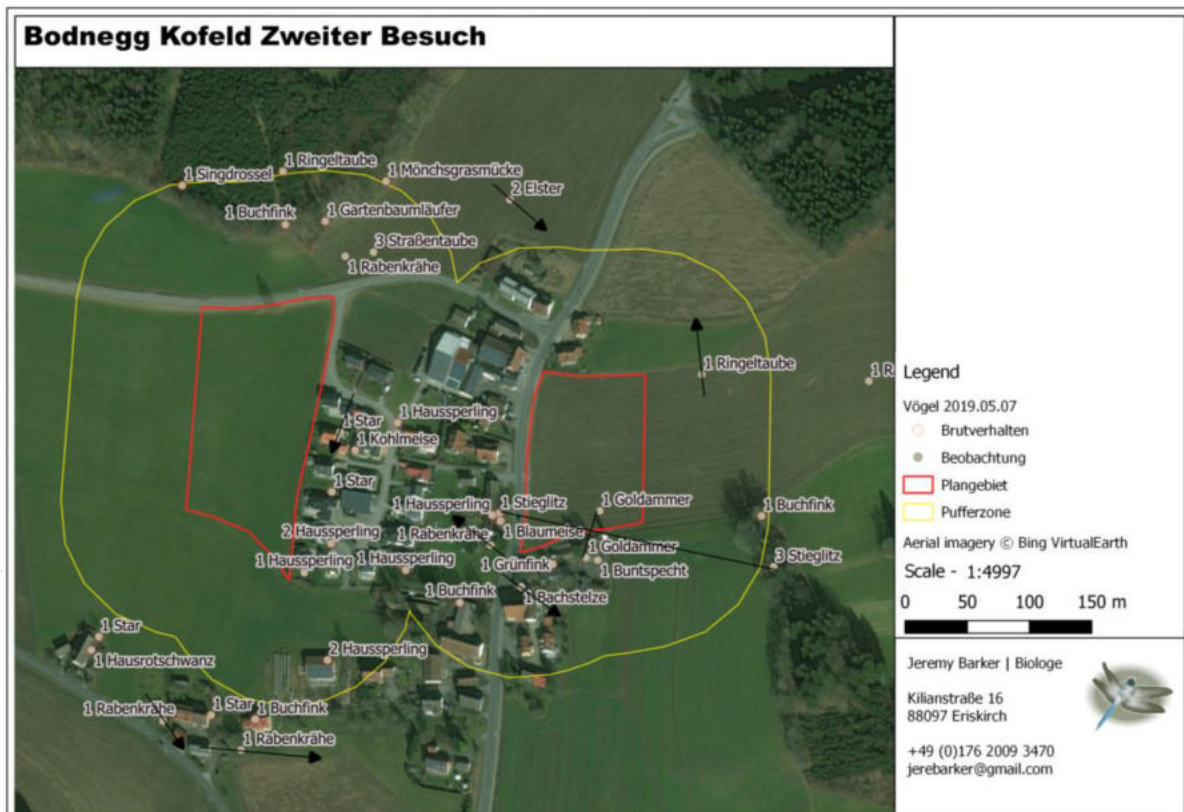 Bodnegg Kofeld Zweiter Besuch
1 Ringeltaube
1 Singdrossel
1 Mönchsgrasmücke
2 Elster
1 Buchfink
1 Gartenbaumläufer
3 Straßentaube
1 Rabenkrähe
1 Ringeltaube
1 Haussperling
1 Star
1 Kohlmeise
1 Star
1 Haussperling
1 Stieglitz
1 Goldammer
1 Buchfink
2 Haussperling
1 Rabenkrähe
1 Blaumeise
1 Goldammer
1 Haussperling
1 Haussperling
1 Grünfink
1 Buntspecht
3 Stieglitz
1 Buchfink
1 Bachstelze
1 Star
1 Hausrotschwanz
2 Haussperling
1 Rabenkrähe
1 Star
1 Buchfink
1 Rabenkrähe
Legend
Vögel 2019.05.07
Brutverhalten
Beobachtung
Plangebiet
Pufferzone
Aerial imagery © Bing VirtualEarth
Scale - 1:4997
0 50 100 150 m
Jeremy Barker | Biologe
Kilianstraße 16
88097 Eriskirch
+49 (0)176 2009 3470
jerebarker@gmail.com